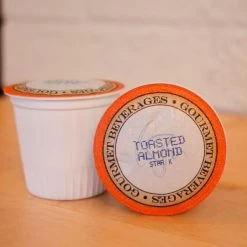 GOURMET BEVERAGES • GOURMET BEVERAGES •
TOASTED
ALMOND
STAR K